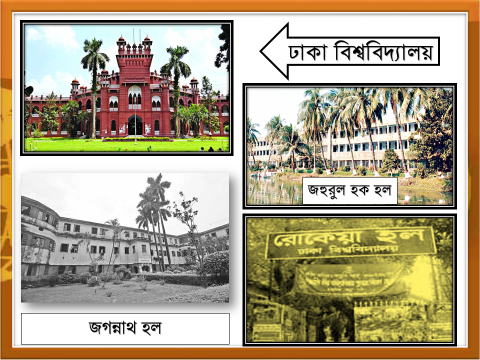 ঢাকা বিশ্ববিদ্যালয়
জহুরুল হক হল
জগন্নাথ হল
রোকেয়া হল
ঢাকা বিশ্ববিদ্যালয়